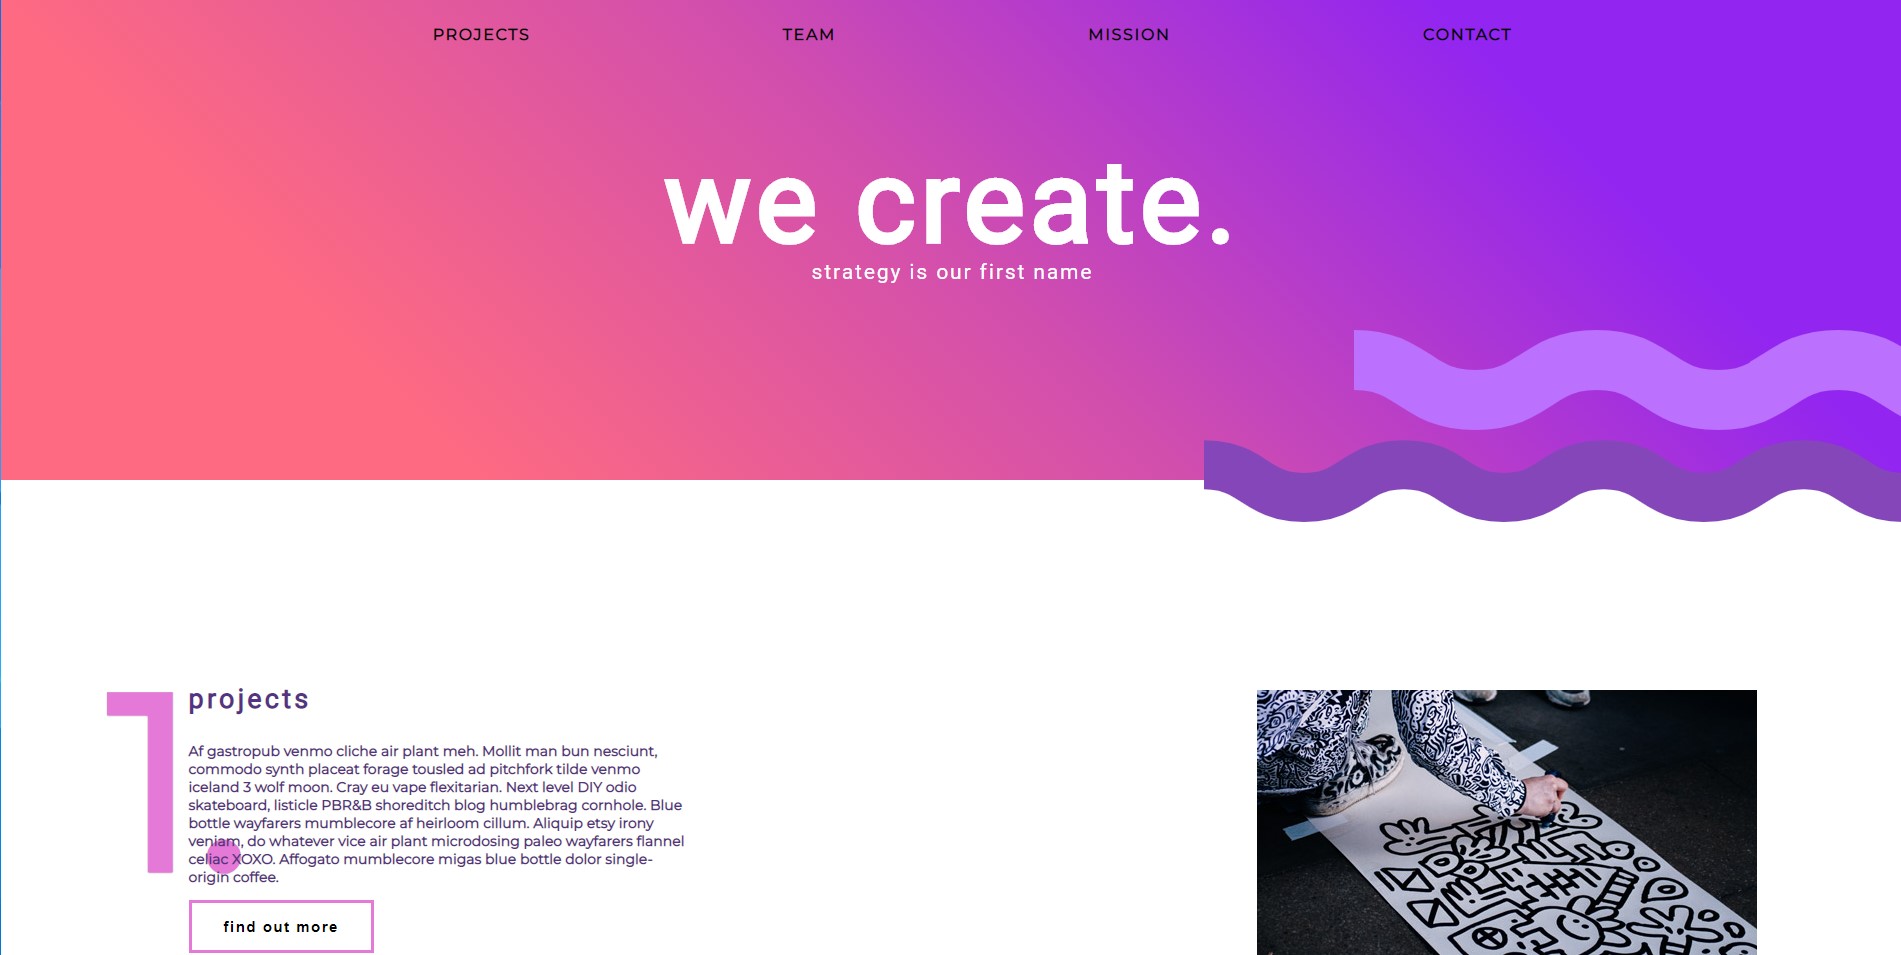 PROJECTS TEAM MISSION CONTACT
we create.
strategy is our first name
1.
projects
Af gastropub venmo cliche air plant meh. Mollit man bun nesciunt,
commodo synth placeat forage tousled ad pitchfork tilde venmo
iceland 3 wolf moon. Cray eu vape flexitarian. Next level DIY odio
skateboard, listicle PBR&B shoreditch blog humblebrag cornhole. Blue
bottle wayfarers mumblecore af heirloom cillum. Aliquip etsy irony
veniam, do whatever vice air plant microdosing paleo wayfarers flannel
celiac XOXO. Affogato mumblecore migas blue bottle dolor single-
origin coffee.
find out more